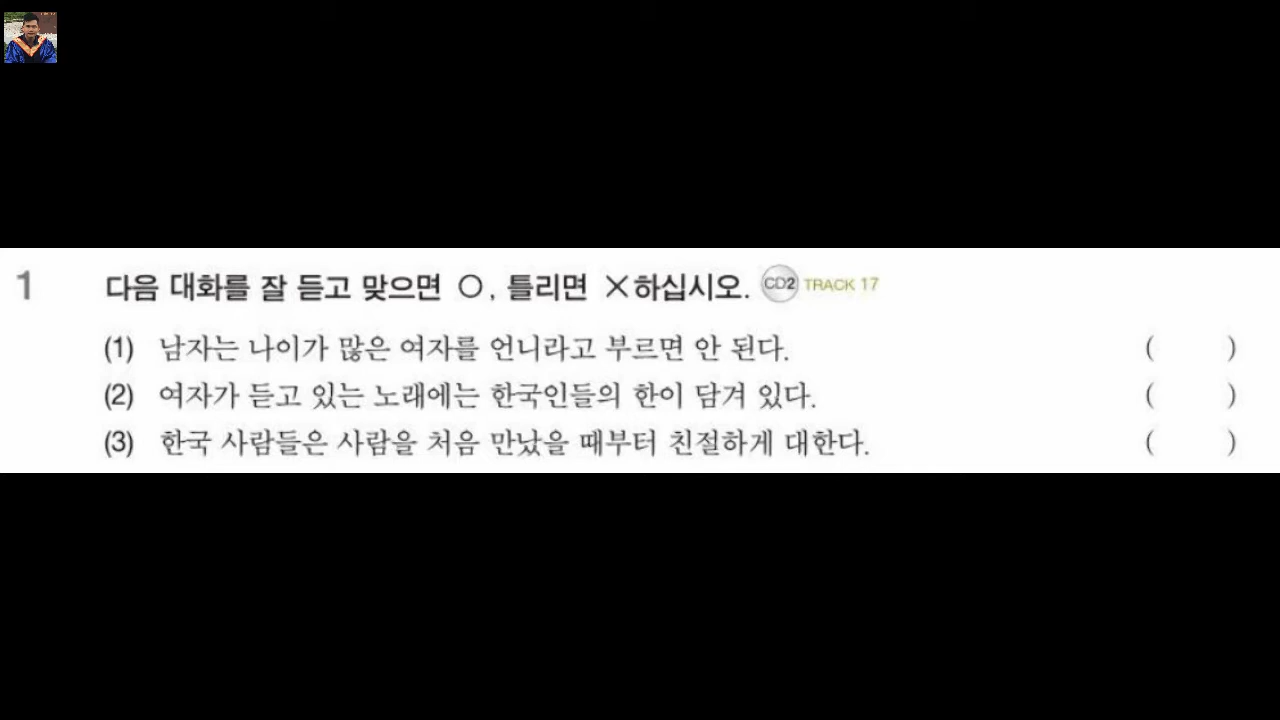 1 다음 대화를 잘 듣고 맞으면 ○, 틀리면 ×하십시오. CD2 TRACK 17
(1) 남자는 나이가 많은 여자를 언니라고 부르면 안 된다. ( )
(2) 여자가 듣고 있는 노래에는 한국인들의 한이 담겨 있다. ( )
(3) 한국 사람들은 사람을 처음 만났을 때부터 친절하게 대한다. ( )